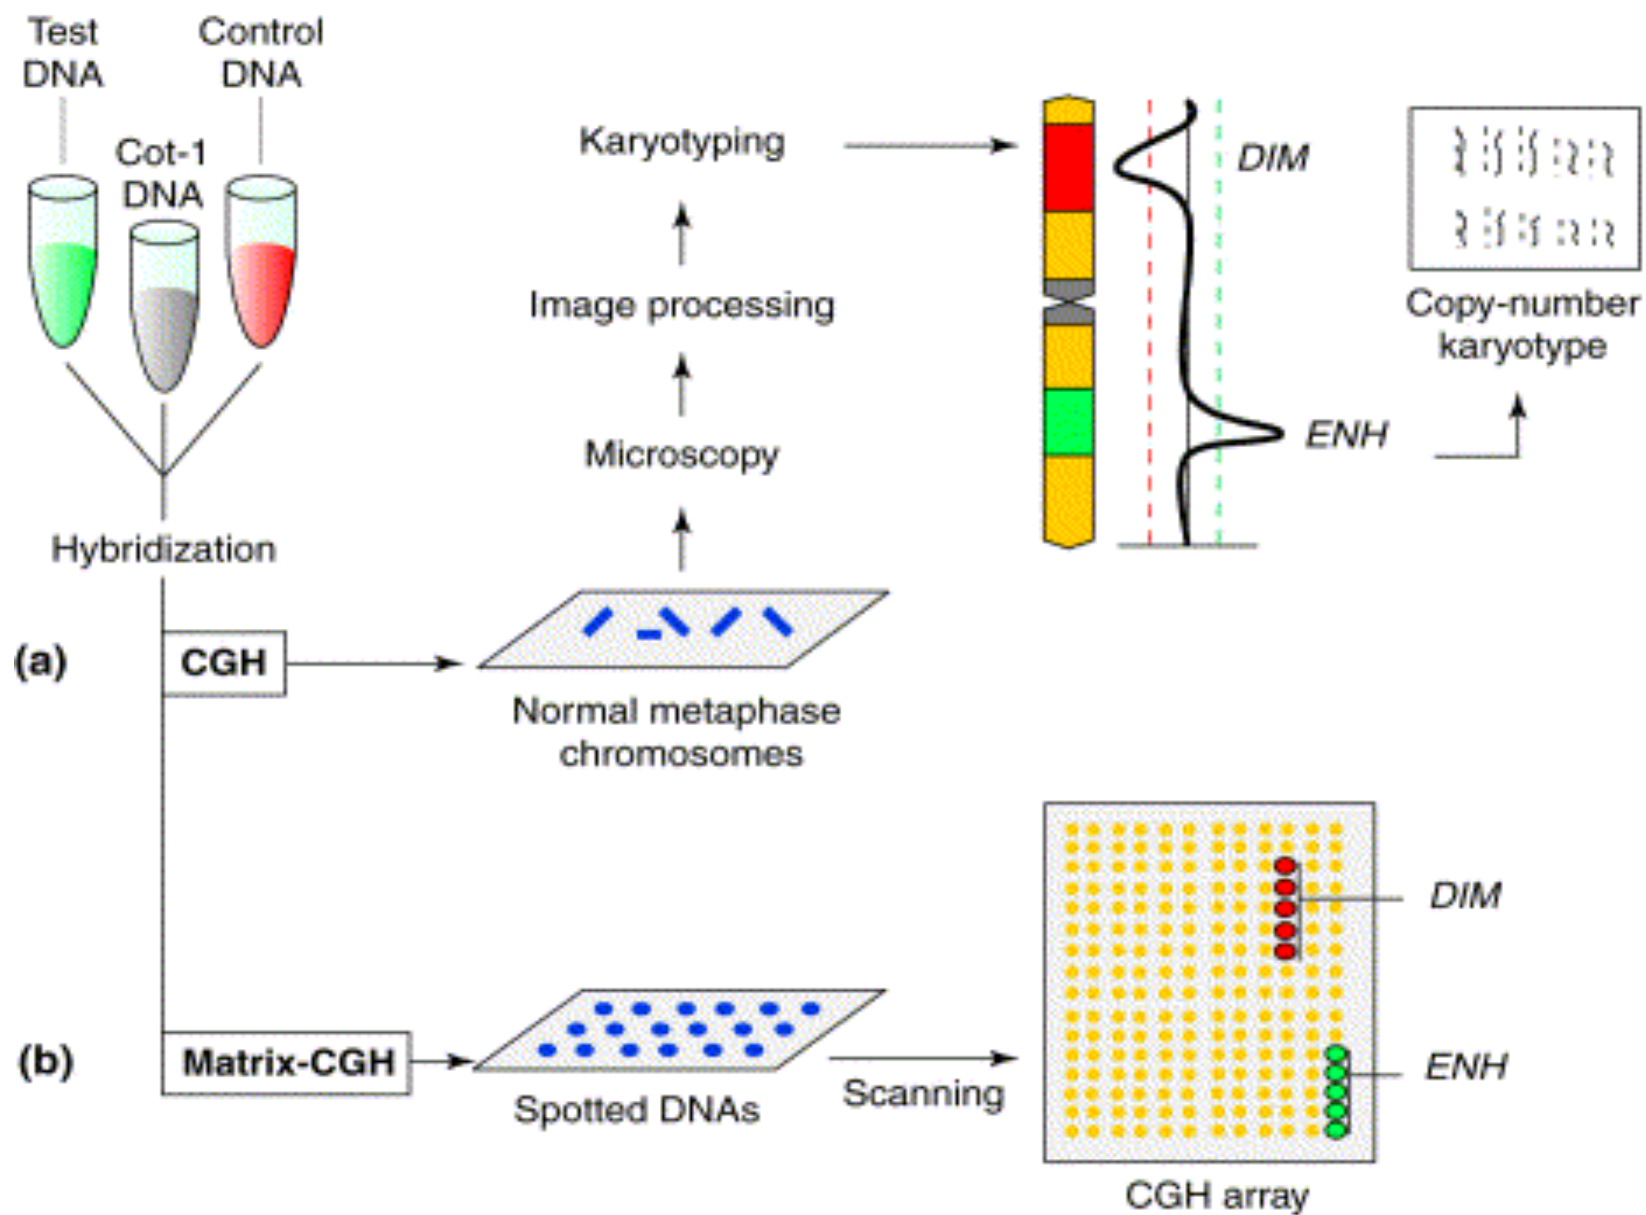 Test
DNA
Control
DNA
Cot-1
DNA
Hybridization
(a)
CGH
Normal metaphase
chromosomes
Microscopy
Image processing
Karyotyping
DIM
ENH
Copy-number
karyotype
(b)
Matrix-CGH
Spotted DNAs
Scanning
DIM
ENH
CGH array